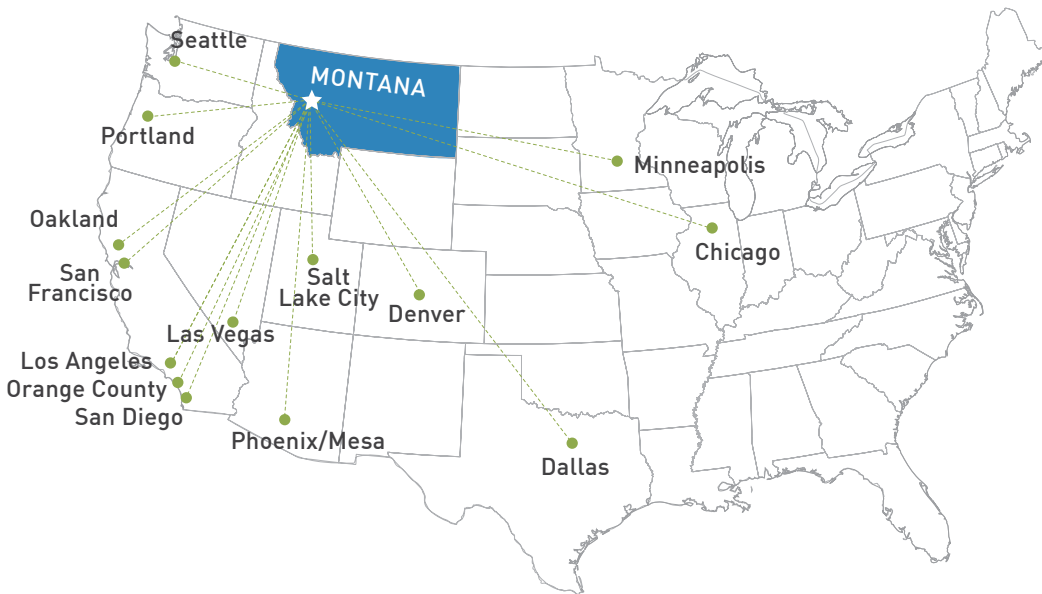 Seattle
MONTANA
Portland
Minneapolis
Oakland
Chicago
San
Francisco
Salt
Lake City
Denver
Las Vegas
Los Angeles
Orange County
San Diego
Phoenix/Mesa
Dallas